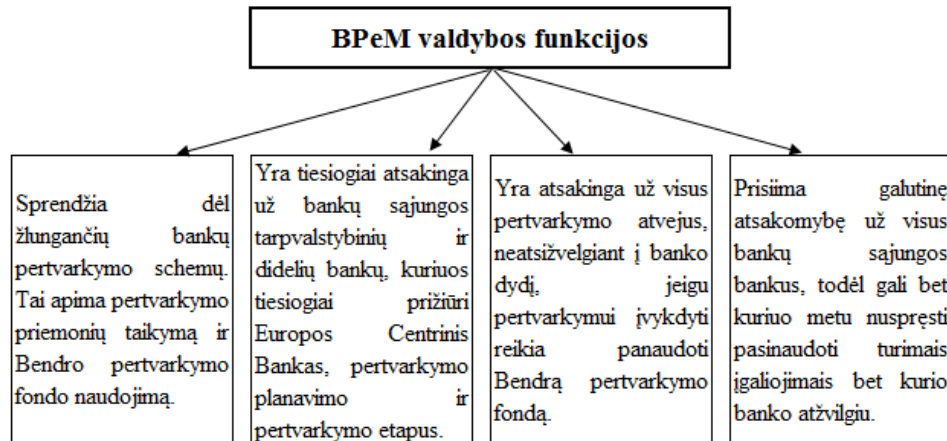 BPeM valdybos funkcijos
Sprendžia dėl
žlungančių bankų
pertvarkymo schemų.
Tai apima pertvarkymo
priemonių taikymą ir
Bendro pertvarkymo
fondo naudojimą.
Yra tiesiogiai atsakinga
už bankų sąjungos
tarpvalstybinių ir
didelių bankų, kuriuos
tiesiogiai prižiūri
Europos Centrinis
Bankas, pertvarkymo
planavimo ir
pertvarkymo etapus.
Yra atsakinga už visus
pertvarkymo atvejus,
neatsižvelgiant į banko
dydį, jeigu
pertvarkymui įvykdyti
reikia panaudoti
Bendrą pertvarkymo
fondą.
Prisiima galutinę
atsakomybę už visus
bankų sąjungos
bankus, todėl gali bet
kuriuo metu nuspręsti
pasinaudoti turimais
įgaliojimais bet kurio
banko atžvilgiu.